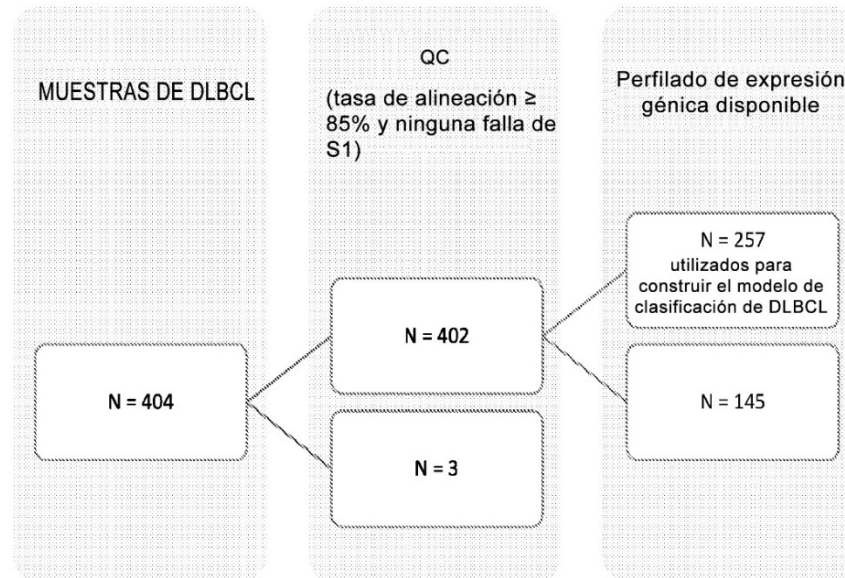 MUESTRAS DE DLBCL
QC
(tasa de alineación ≥
85% y ninguna falla de
S1)
Perfilado de expresión
génica disponible
N = 404
N = 402
N = 3
N = 257
utilizados para
construir el modelo de
clasificación de DLBCL
N = 145